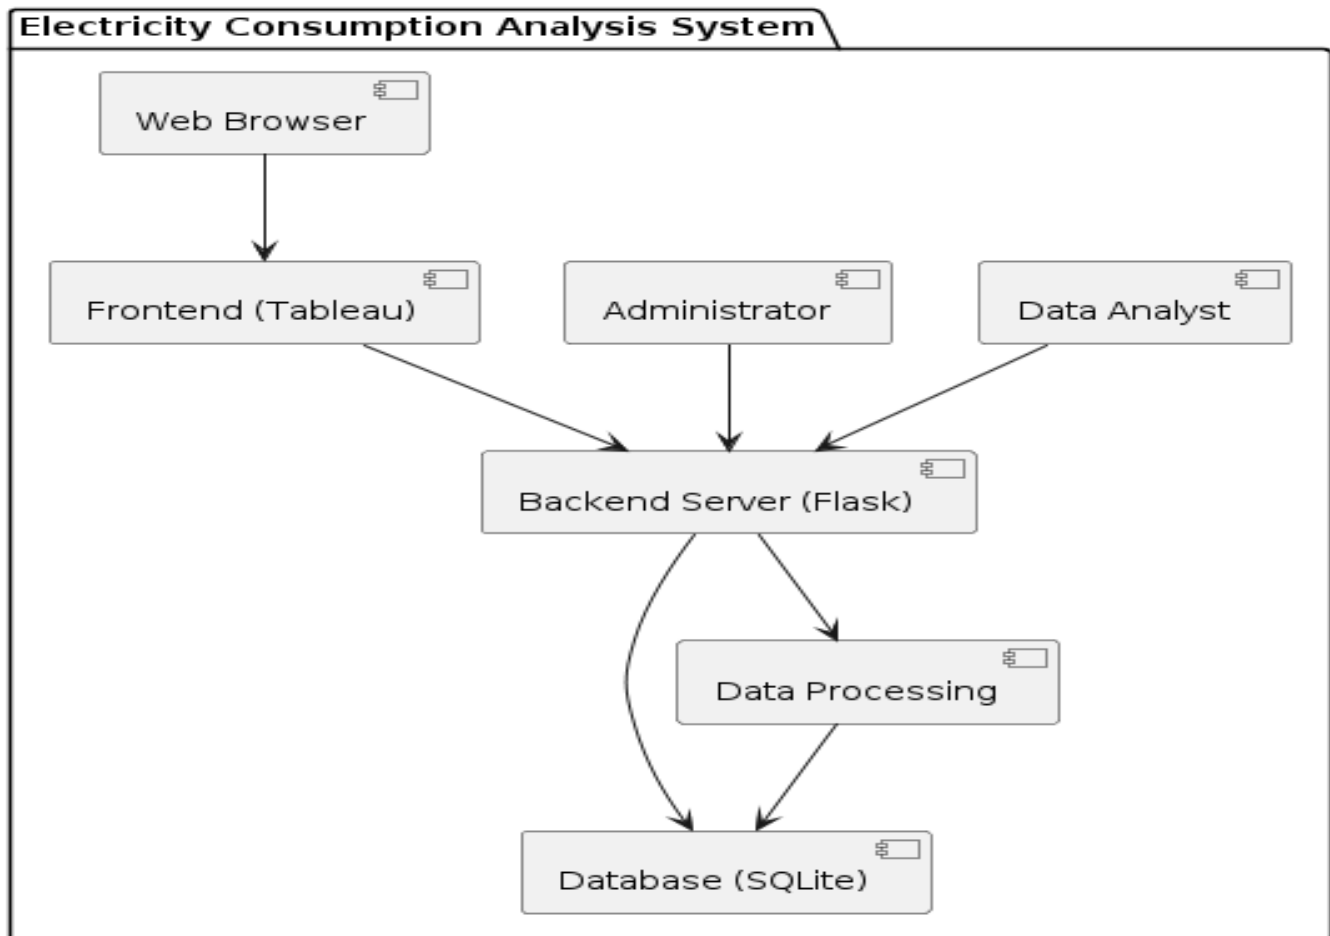 Electricity Consumption Analysis System
Web Browser
Frontend (Tableau)
Administrator
Data Analyst
Backend Server (Flask)
Data Processing
Database (SQLite)